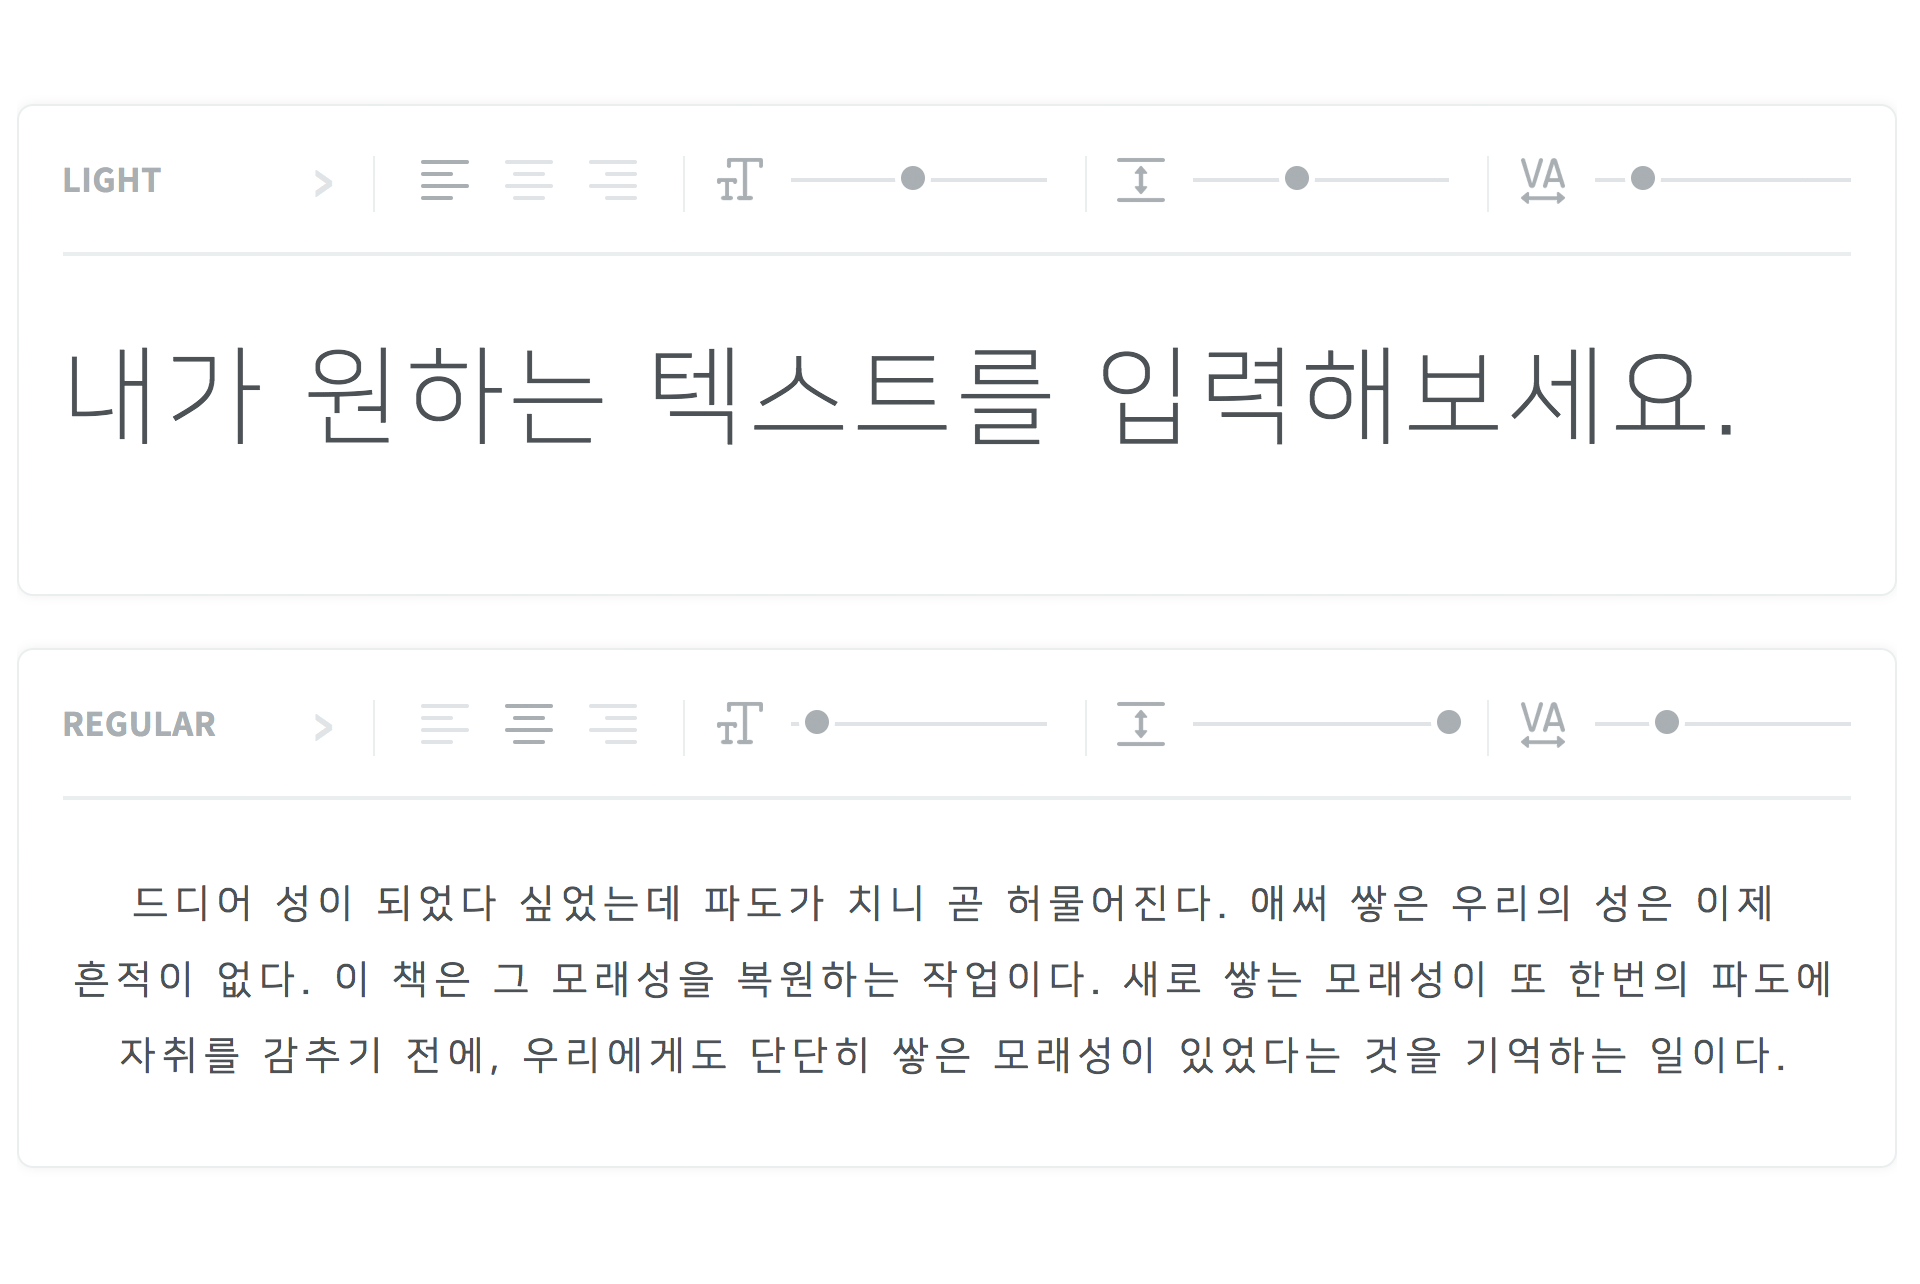 LIGHT
내가 원하는 텍스트를 입력해보세요.
REGULAR
드디어 성이 되었다 싶었는데 파도가 치니 곧 허물어진다. 애써 쌓은 우리의 성은 이제
흔적이 없다. 이 책은 그 모래성을 복원하는 작업이다. 새로 쌓는 모래성이 또 한번의 파도에
자취를 감추기 전에, 우리에게도 단단히 쌓은 모래성이 있었다는 것을 기억하는 일이다.